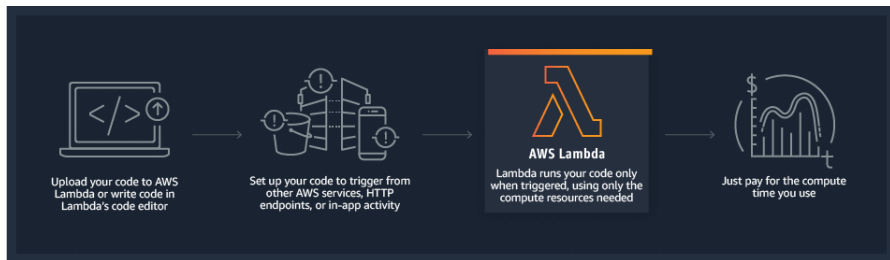 </>
Upload your code to AWS
Lambda or write code in
Lambda's code editor
Set up your code to trigger from
other AWS services, HTTP
endpoints, or in-app activity
AWS Lambda
Lambda runs your code only
when triggered, using only the
compute resources needed
$
t
Just pay for the compute
time you use